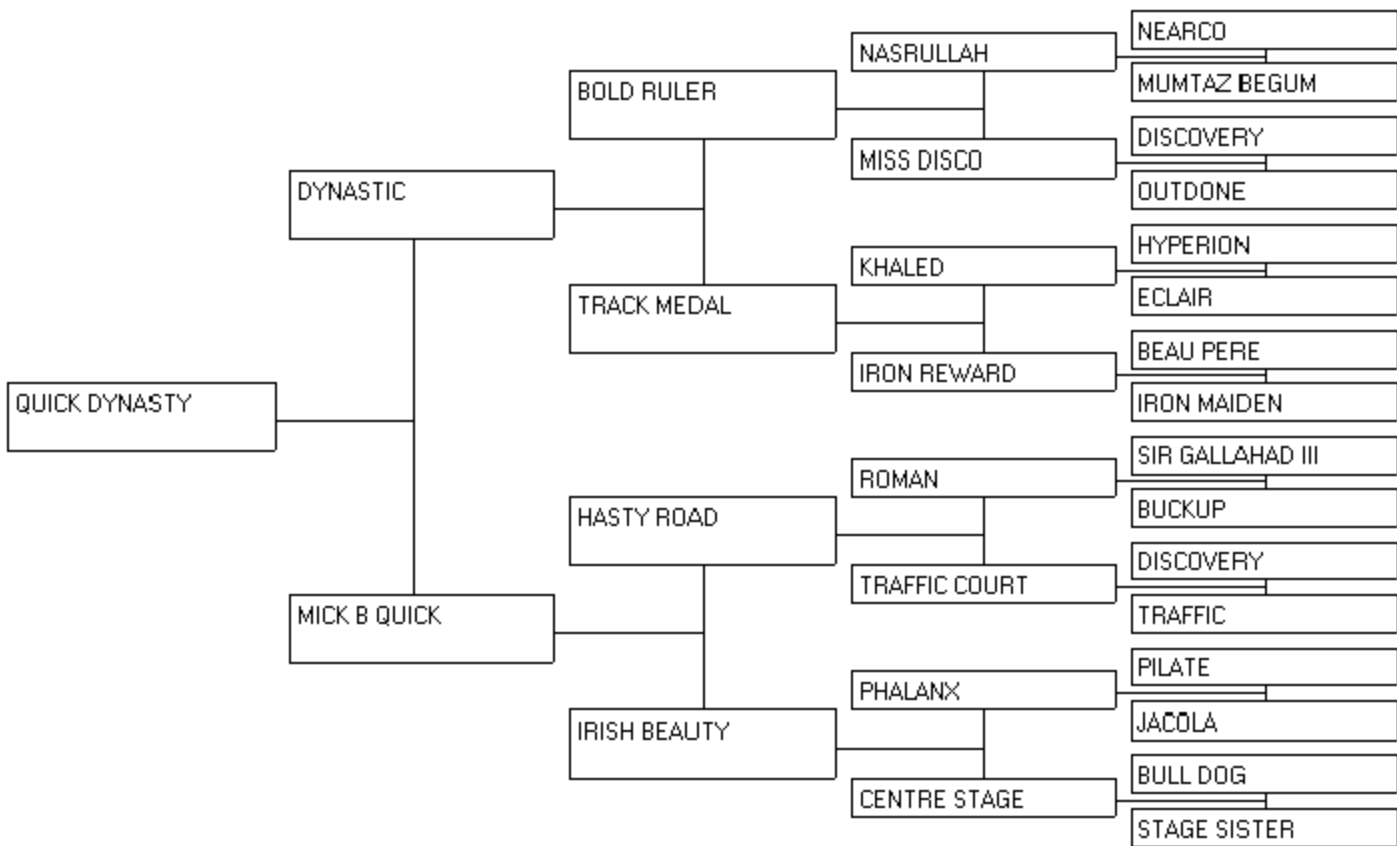 NEARCO
NASRULLAH
MUMTAZ BEGUM
BOLD RULER
DISCOVERY
MISS DISCO
OUTDONE
DYNASTIC
HYPERION
KHALED
ECLAIR
TRACK MEDAL
BEAU PERE
IRON REWARD
IRON MAIDEN
QUICK DYNASTY
SIR GALLAHAD III
ROMAN
BUCKUP
HASTY ROAD
DISCOVERY
TRAFFIC COURT
TRAFFIC
MICK B QUICK
PILATE
PHALANX
JACOLA
IRISH BEAUTY
BULL DOG
CENTRE STAGE
STAGE SISTER